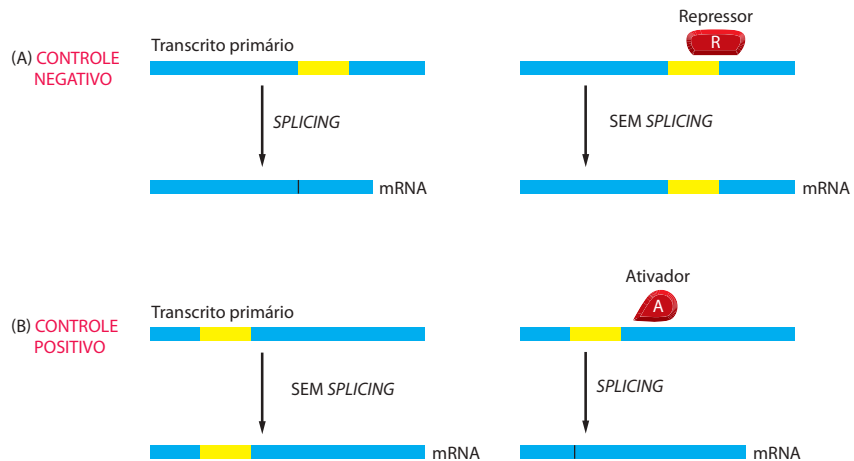 (A) CONTROLE
NEGATIVO
Transcrito primário
SPLICING
mRNA
Repressor
R
SEM SPLICING
mRNA
(B) CONTROLE
POSITIVO
Transcrito primário
SEM SPLICING
mRNA
Ativador
A
SPLICING
mRNA